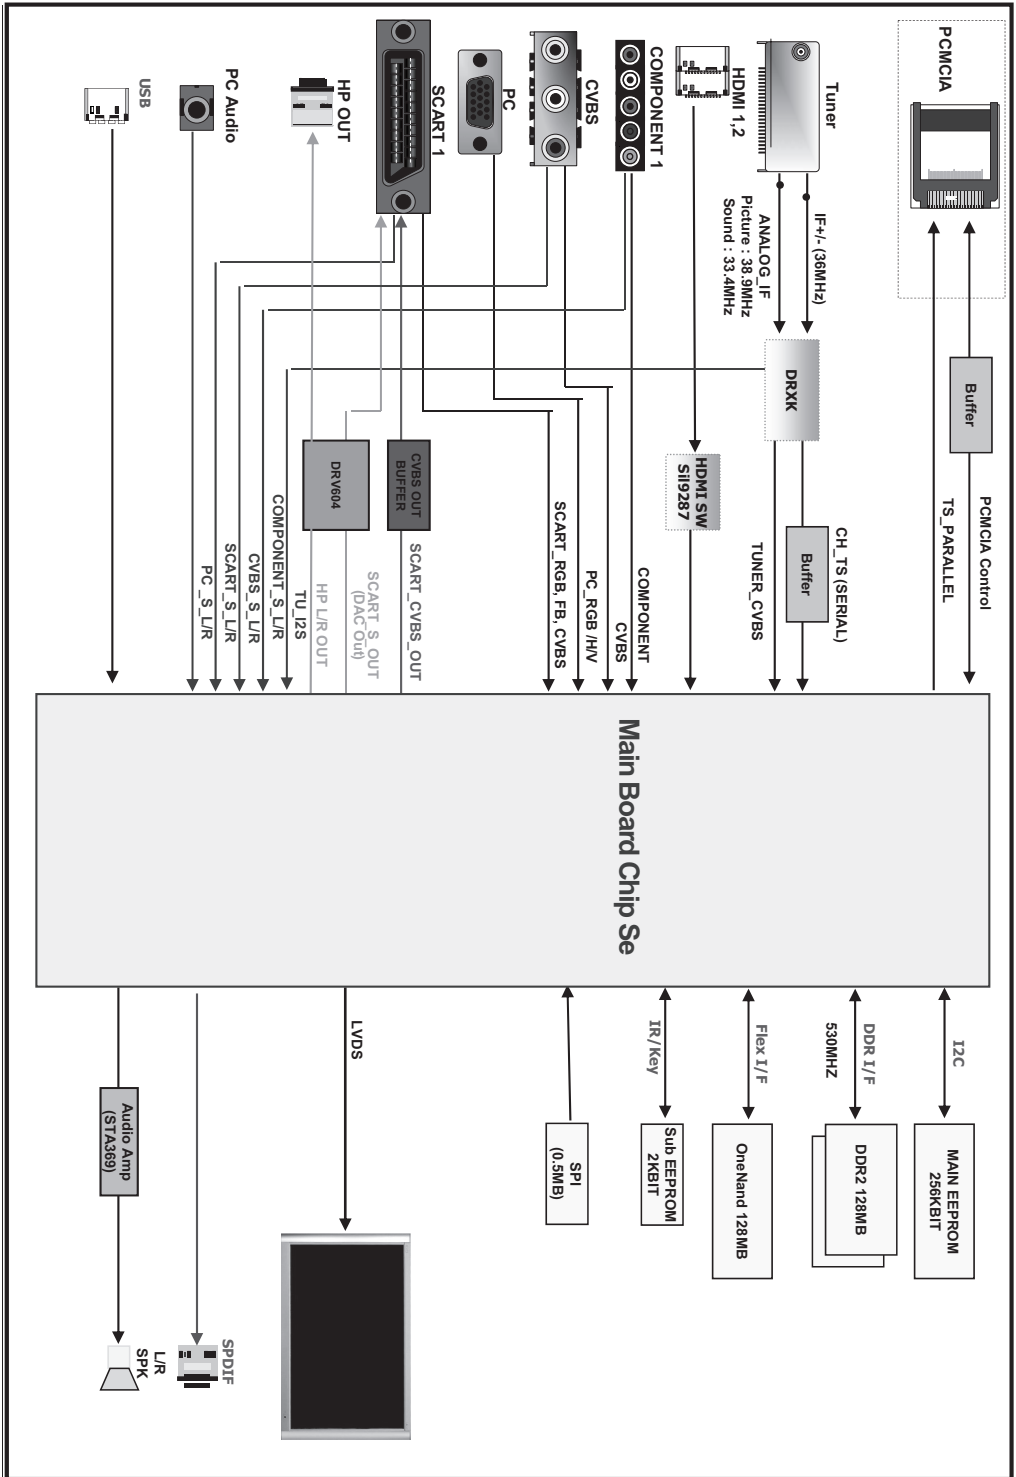 PCMCIA
Buffer
PCMCIA Control
TS_PARALLEL
Tuner
IF+/- (36MHz)
ANALOG_IF
Picture : 38.9MHz
Sound : 33.4MHz
DRXK
Buffer
CH_TS (SERIAL)
TUNER_CVBS
HDMI 1,2
HDMI SW
Sil9287
COMPONENT 1
COMPONENT
CVBS
CVBS
PC
PC_RGB /H/V
SCART 1
SCART_RGB, FB, CVBS
CVBS OUT
BUFFER
SCART_CVBS_OUT
HP OUT
DRV604
SCART_S_OUT
(DAC Out)
HP L/R OUT
TU_I2S
COMPONENT_S_L/R
CVBS_S_L/R
SCART_S_L/R
PC_S_L/R
PC Audio
USB
Main Board Chip Se
I2C
MAIN EEPROM
256KBIT
DDR I/F
530MHZ
DDR2 128MB
Flex I/F
OneNand 128MB
IR/Key
Sub EEPROM
2KBIT
SPI
(0.5MB)
LVDS
SPDIF
Audio Amp
(STA369)
L/R
SPK